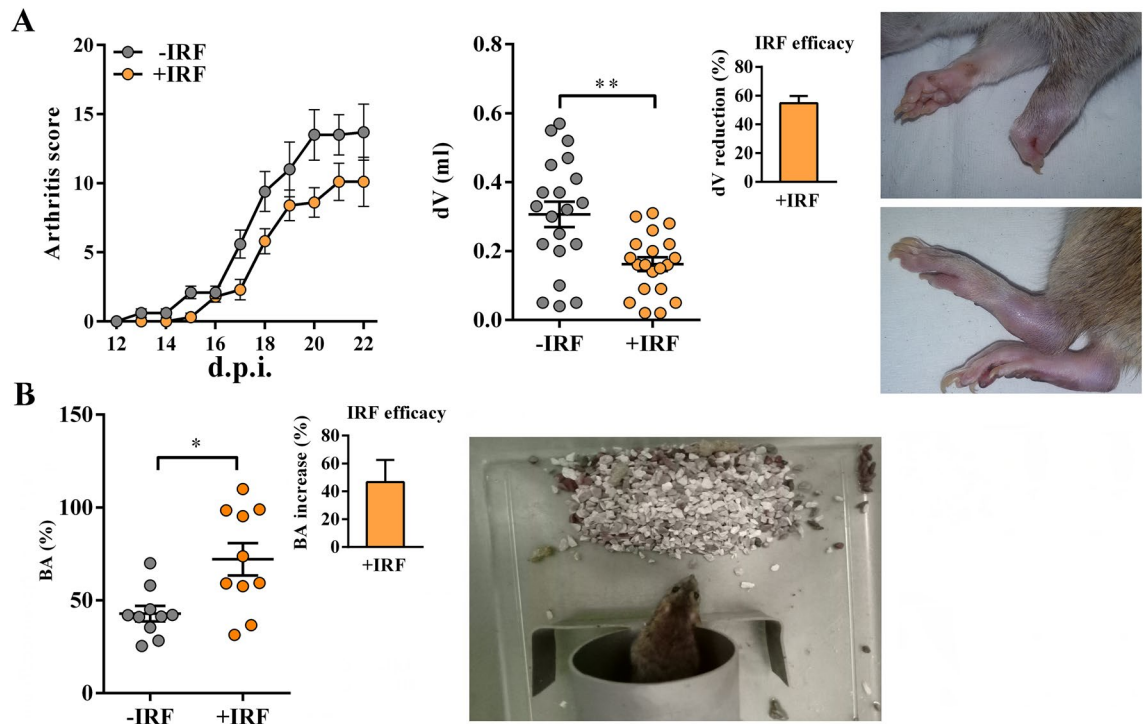 A
20
15
10
5
0
12 14 16 18 20 22
Arthritis score
d.p.i.
-IRF
+IRF
0.8
0.6
0.4
0.2
0.0
dV (ml)
**
-IRF +IRF
IRF efficacy
80
60
40
20
0
dV reduction (%)
+IRF
B
150
100
50
0
BA (%)
*
-IRF +IRF
IRF efficacy
80
60
40
20
0
BA increase (%)
+IRF